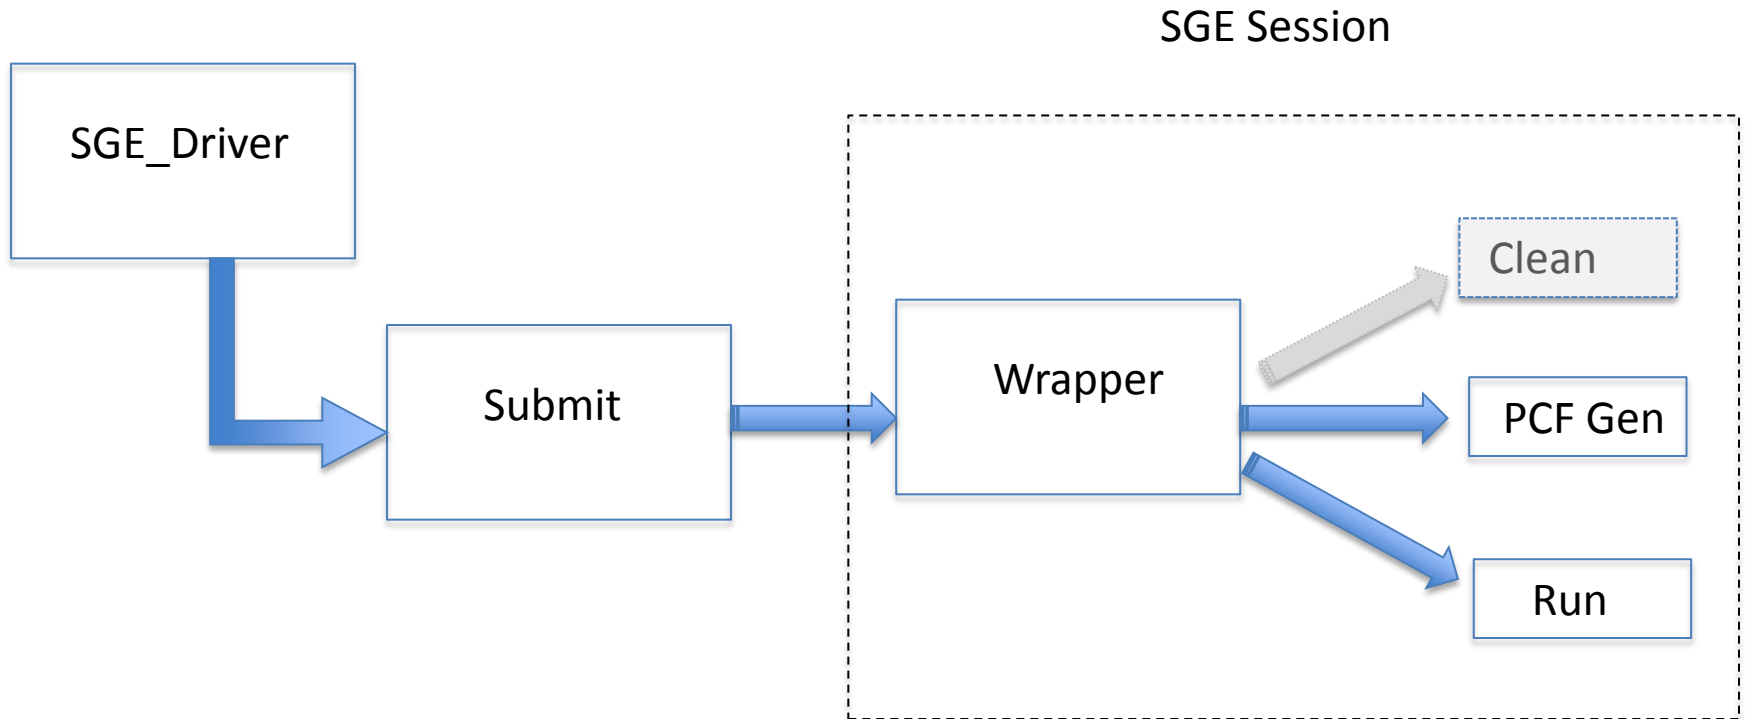 SGE Session
SGE_Driver
Submit
Wrapper
Clean
PCF Gen
Run